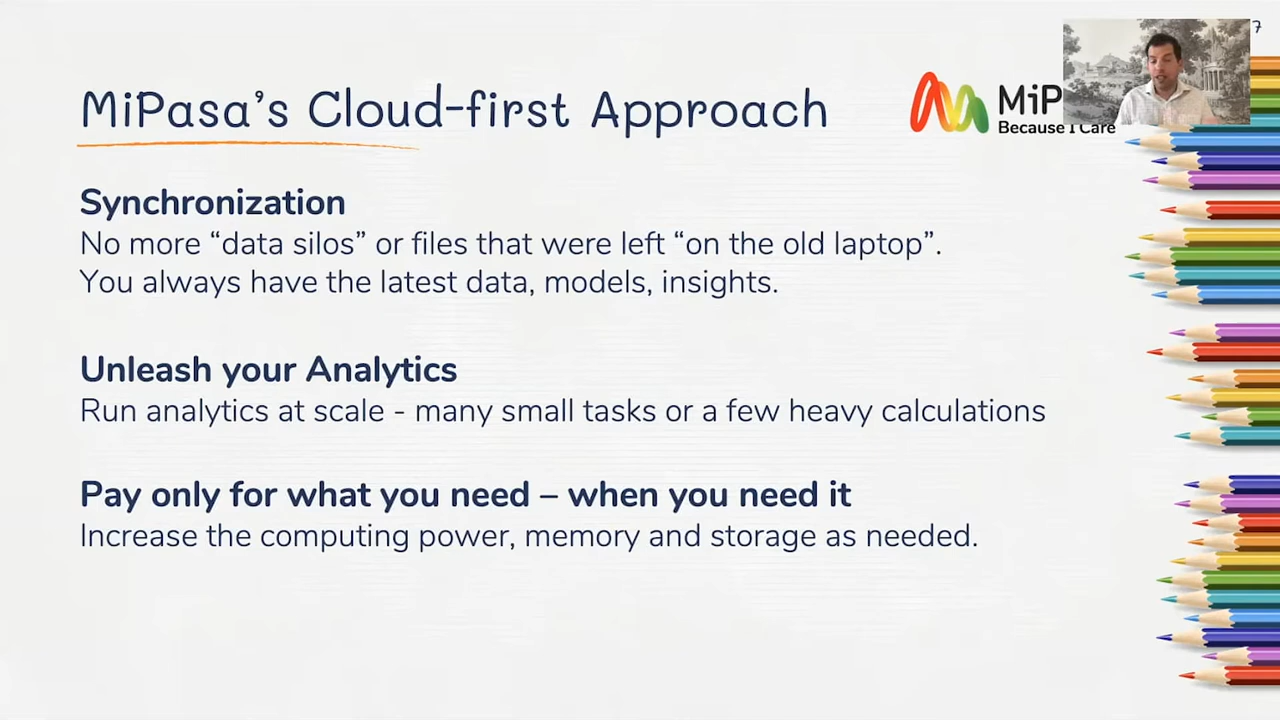 7
MiPasa’s Cloud-first Approach
MiP
Because I Care
Synchronization
No more “data silos” or files that were left “on the old laptop”.
You always have the latest data, models, insights.
Unleash your Analytics
Run analytics at scale - many small tasks or a few heavy calculations
Pay only for what you need – when you need it
Increase the computing power, memory and storage as needed.